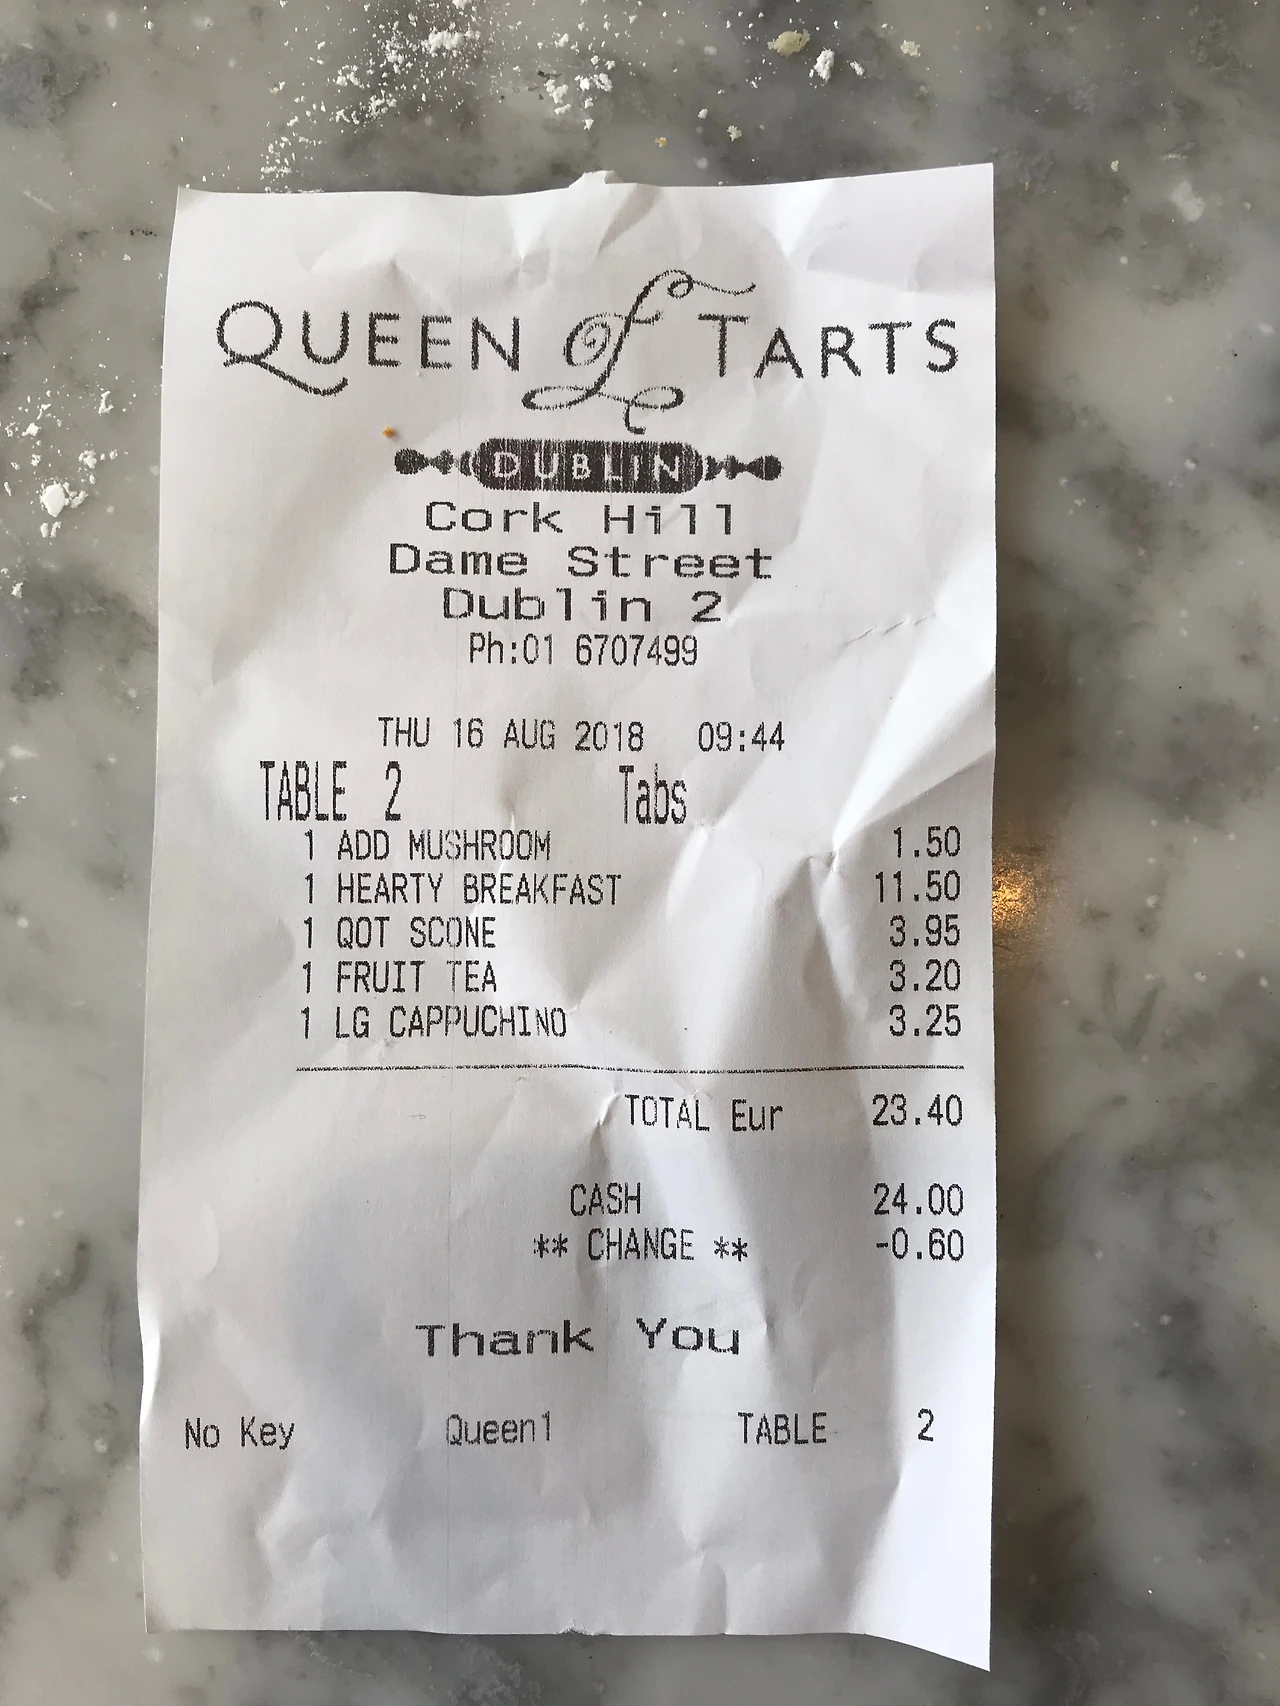 QUEEN of TARTS
DUBLIN
Cork Hill
Dame Street
Dublin 2
Ph:01 6707499
THU 16 AUG 2018 09:44
TABLE 2 Tabs
1 ADD MUSHROOM 1.50
1 HEARTY BREAKFAST 11.50
1 QOT SCONE 3.95
1 FRUIT TEA 3.20
1 LG CAPPUCHINO 3.25
TOTAL Eur 23.40
CASH 24.00
** CHANGE ** -0.60
Thank You
No Key Queen1 TABLE 2